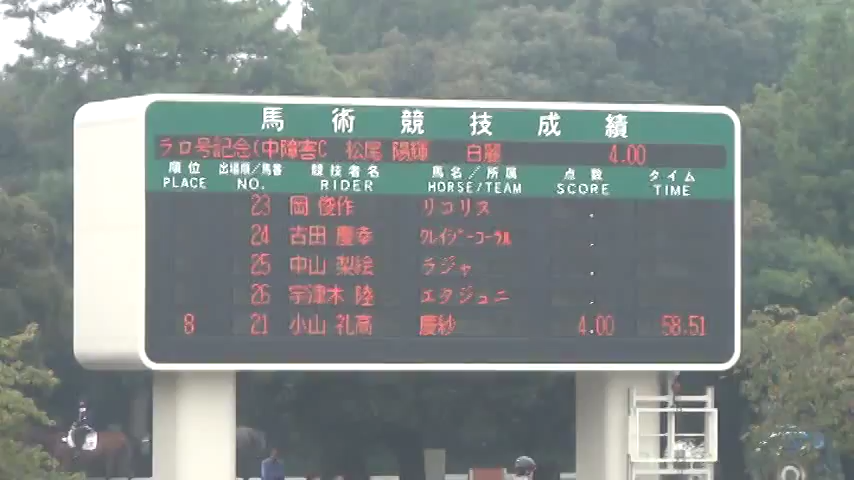 馬術競技成績
ラロ号記念(中障害C 松尾 陽輝 白麗 4.00
順位 出場順/馬番 競技者名 馬名/所属 点数 タイム
PLACE NO. RIDER HORSE/TEAM SCORE TIME
23 岡 俊作 リコリス .
24 古田 慶幸 クレイジーコーラル .
25 中山 梨絵 ラジャ .
26 宇津木 陸 エタジュニ .
8 21 小山 礼高 慶紗 4.00 58.51